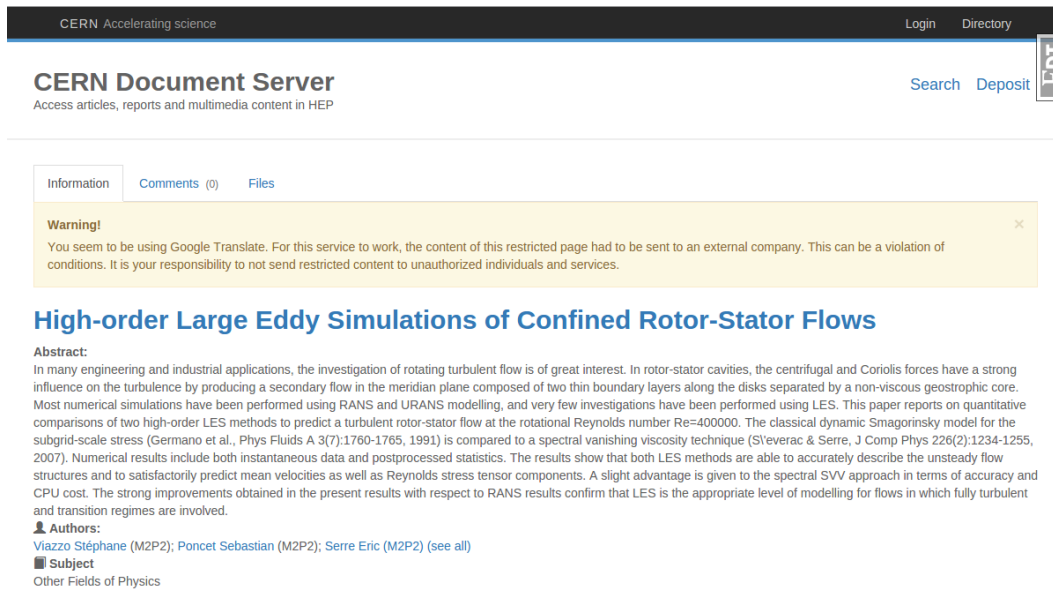 CERN Accelerating science
Login Directory
CERN Document Server
Access articles, reports and multimedia content in HEP
Search Deposit
Information Comments (0) Files
Warning! ×
You seem to be using Google Translate. For this service to work, the content of this restricted page had to be sent to an external company. This can be a violation of
conditions. It is your responsibility to not send restricted content to unauthorized individuals and services.
High-order Large Eddy Simulations of Confined Rotor-Stator Flows
Abstract:
In many engineering and industrial applications, the investigation of rotating turbulent flow is of great interest. In rotor-stator cavities, the centrifugal and Coriolis forces have a strong
influence on the turbulence by producing a secondary flow in the meridian plane composed of two thin boundary layers along the disks separated by a non-viscous geostrophic core.
Most numerical simulations have been performed using RANS and URANS modelling, and very few investigations have been performed using LES. This paper reports on quantitative
comparisons of two high-order LES methods to predict a turbulent rotor-stator flow at the rotational Reynolds number Re=400000. The classical dynamic Smagorinsky model for the
subgrid-scale stress (Germano et al., Phys Fluids A 3(7):1760-1765, 1991) is compared to a spectral vanishing viscosity technique (S\'everac & Serre, J Comp Phys 226(2):1234-1255,
2007). Numerical results include both instantaneous data and postprocessed statistics. The results show that both LES methods are able to accurately describe the unsteady flow
structures and to satisfactorily predict mean velocities as well as Reynolds stress tensor components. A slight advantage is given to the spectral SVV approach in terms of accuracy and
CPU cost. The strong improvements obtained in the present results with respect to RANS results confirm that LES is the appropriate level of modelling for flows in which fully turbulent
and transition regimes are involved.
Authors:
Viazzo Stéphane (M2P2); Poncet Sebastian (M2P2); Serre Eric (M2P2) (see all)
Subject
Other Fields of Physics